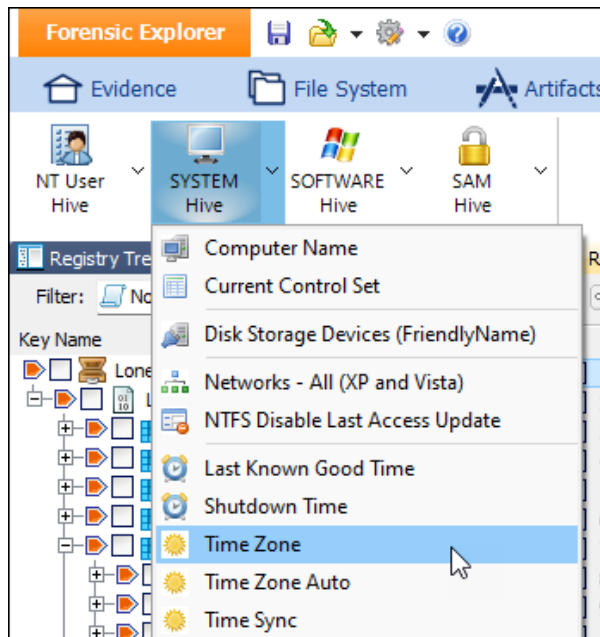 Forensic Explorer
Evidence File System Artifacts
NT User Hive
SYSTEM Hive
SOFTWARE Hive
SAM Hive
Registry Tre
Filter: No
Key Name
Lone
Computer Name
Current Control Set
Disk Storage Devices (FriendlyName)
Networks - All (XP and Vista)
NTFS Disable Last Access Update
Last Known Good Time
Shutdown Time
Time Zone
Time Zone Auto
Time Sync